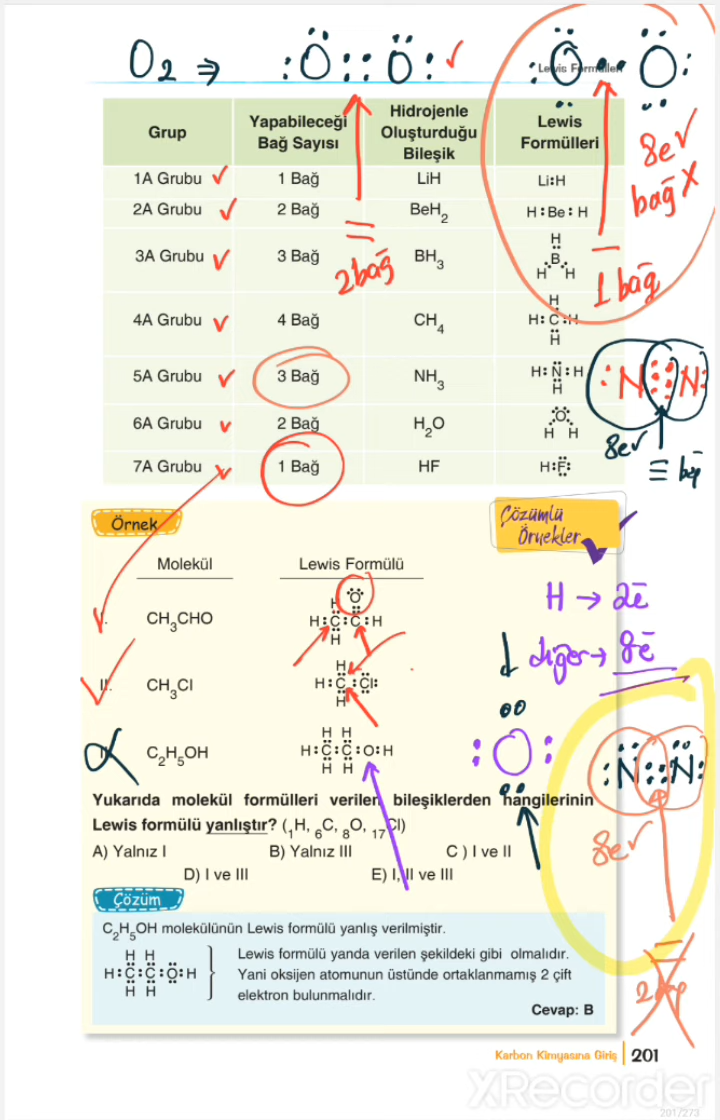 O2 ⇒ :Ö::Ö: ✓
Lewis Formülleri
Grup Yapabileceği Bağ Sayısı Hidrojenle Oluşturduğu Bileşik Lewis Formülleri
1A Grubu 1 Bağ LiH Li:H
2A Grubu 2 Bağ BeH2 H:Be:H
3A Grubu 3 Bağ BH3 H B H H
4A Grubu 4 Bağ CH4 H H:C:H H
5A Grubu 3 Bağ NH3 H:N:H H
6A Grubu 2 Bağ H2O O H H
7A Grubu 1 Bağ HF H:F:
8e✓
bağ X
2bağ
1 bağ
:N N:
8e✓
≡ bağ
Örnek
Çözümlü
Örnekler
Molekül Lewis Formülü
I. CH3CHO H:C:C:H H H O
II. CH3Cl H:C:Cl: H H
C2H5OH H:C:C:O:H H H H H
H → 2ē
diğer → 8ē
:O:
:N::N:
8e✓
2 bağ
Yukarıda molekül formülleri verilen bileşiklerden hangilerinin
Lewis formülü yanlıştır? (1H, 6C, 8O, 17Cl)
A) Yalnız I B) Yalnız III C ) I ve II
D) I ve III E) I, II ve III
Çözüm
C2H5OH molekülünün Lewis formülü yanlış verilmiştir.
H H
H:C:C:O:H
H H
Lewis formülü yanda verilen şekildeki gibi olmalıdır.
Yani oksijen atomunun üstünde ortaklanmamış 2 çift
elektron bulunmalıdır.
Cevap: B
Karbon Kimyasına Giriş 201
XRecorder
201/273